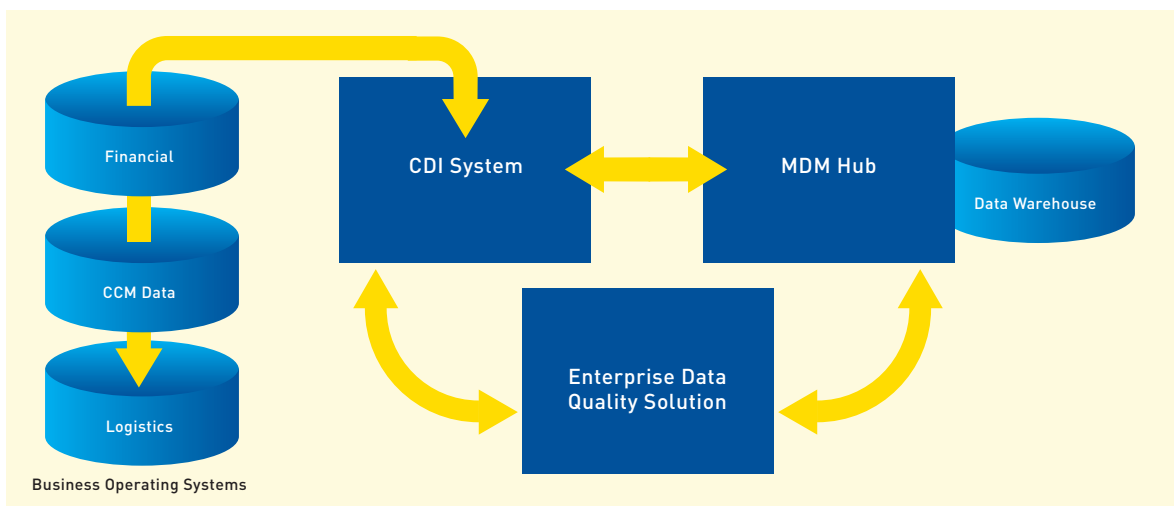 Financial
CCM Data
Logistics
Business Operating Systems
CDI System
MDM Hub
Data Warehouse
Enterprise Data
Quality Solution